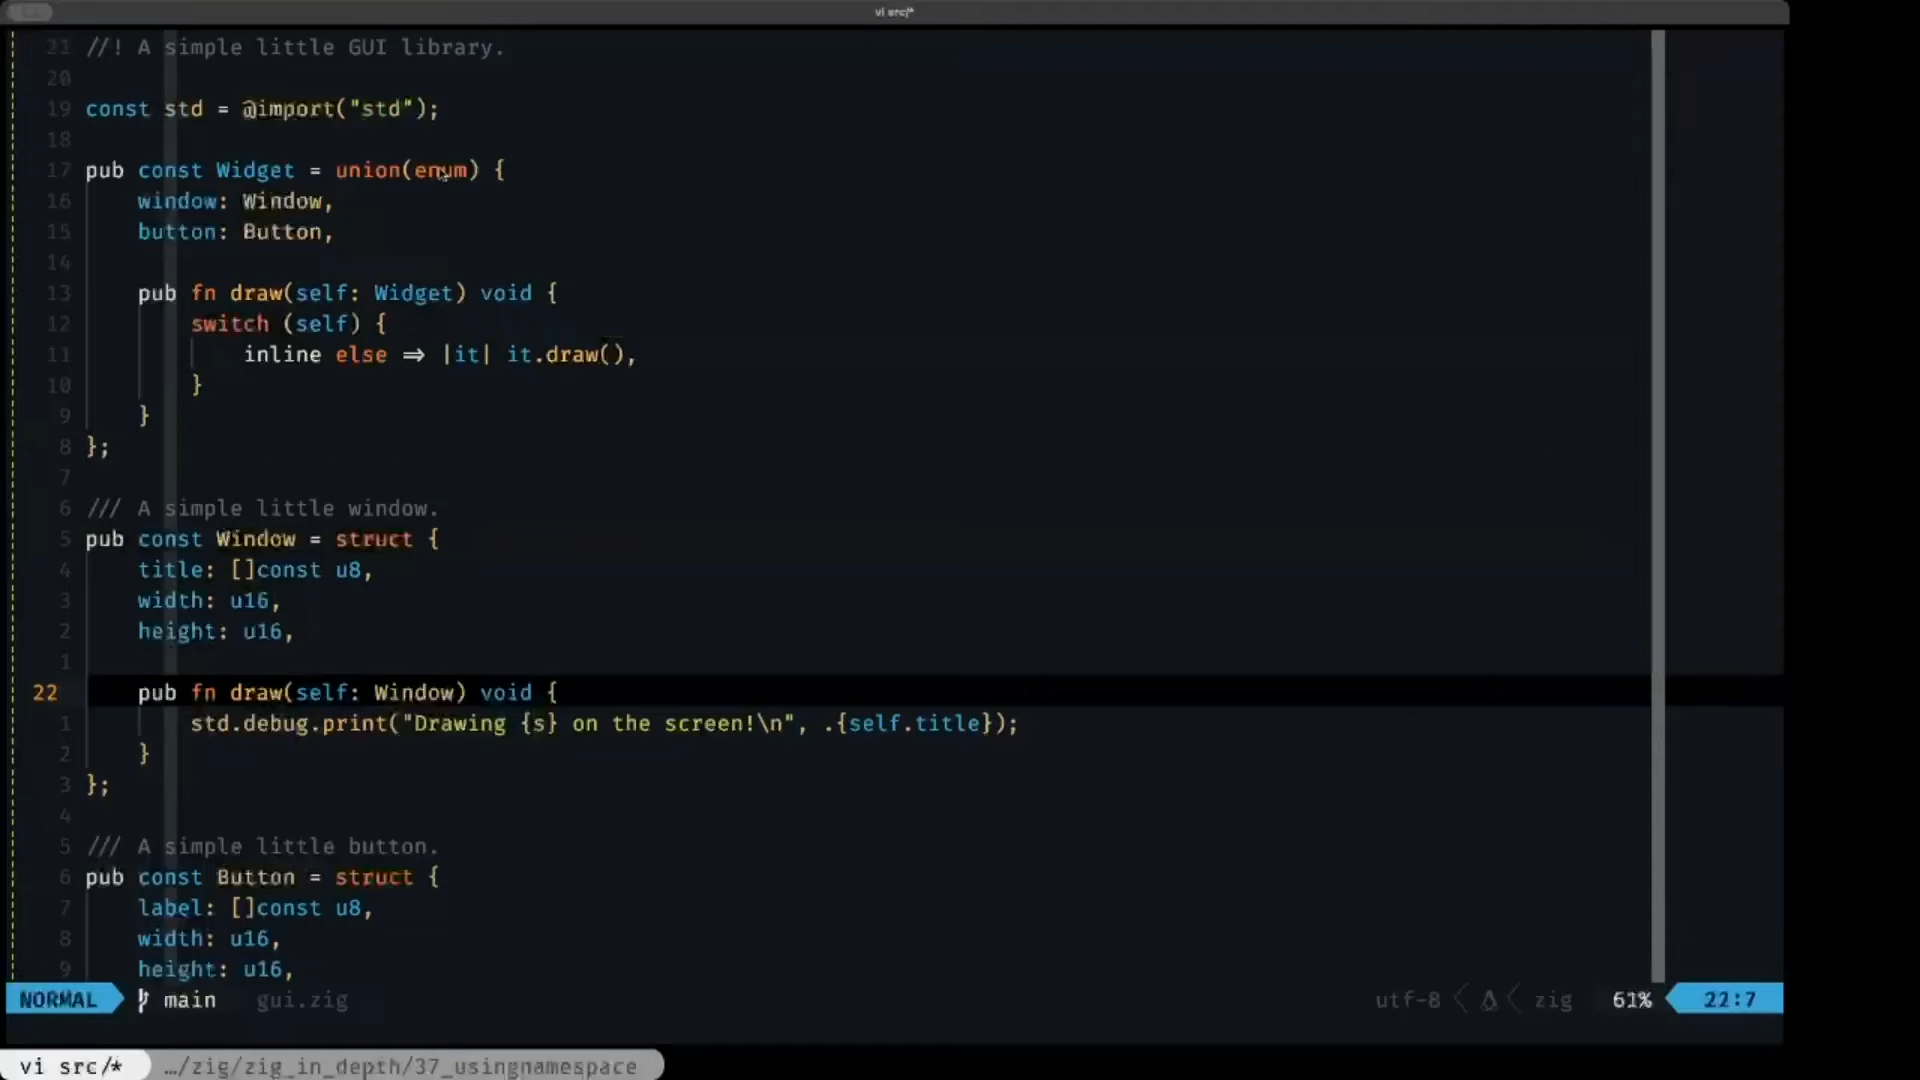 vi src/*
21 //! A simple little GUI library.
20
19 const std = @import("std");
18
17 pub const Widget = union(enum) {
16 window: Window,
15 button: Button,
14
13 pub fn draw(self: Widget) void {
12 switch (self) {
11 inline else => |it| it.draw(),
10 }
9 }
8 };
7
6 /// A simple little window.
5 pub const Window = struct {
4 title: []const u8,
3 width: u16,
2 height: u16,
1
22 pub fn draw(self: Window) void {
1 std.debug.print("Drawing {s} on the screen!\n", .{self.title});
2 }
3 };
4
5 /// A simple little button.
6 pub const Button = struct {
7 label: []const u8,
8 width: u16,
9 height: u16,
NORMAL main gui.zig utf-8 zig 61% 22:7
vi src/* …/zig/zig_in_depth/37_usingnamespace